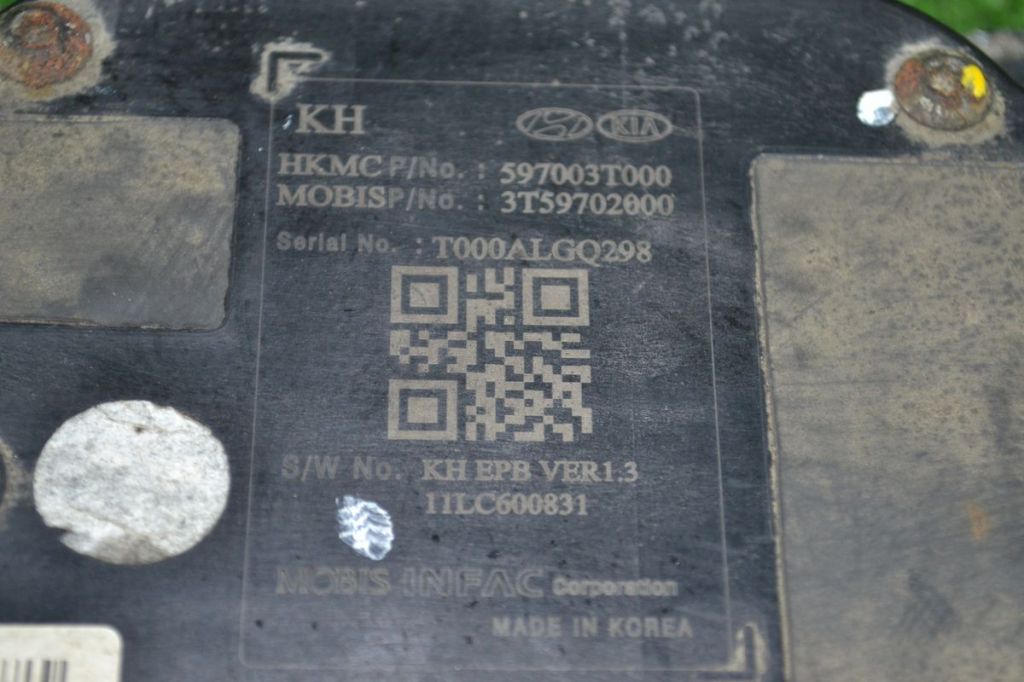 KH KIA
HKMC P/No. : 597003T000
MOBIS P/No. : 3T59702000
Serial No. : T000ALGQ298
S/W No. KH EPB VER1.3
11LC600831
MOBIS INFAC Corporation
MADE IN KOREA